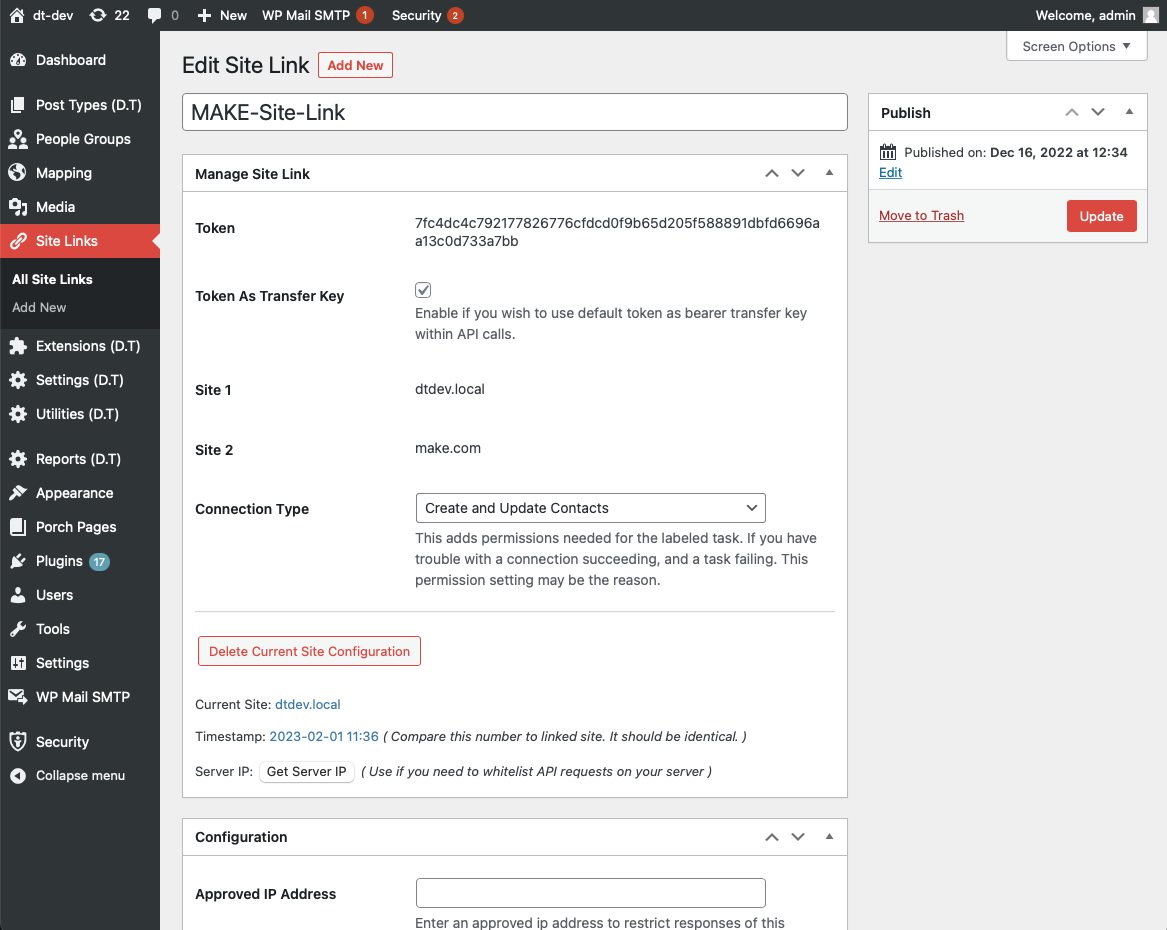 dt-dev 22 0 New WP Mail SMTP 1 Security 2 Welcome, admin
Screen Options
Dashboard
Post Types (D.T)
People Groups
Mapping
Media
Site Links
All Site Links
Add New
Extensions (D.T)
Settings (D.T)
Utilities (D.T)
Reports (D.T)
Appearance
Porch Pages
Plugins 17
Users
Tools
Settings
WP Mail SMTP
Security
Collapse menu
Edit Site Link Add New
MAKE-Site-Link
Manage Site Link
Token
7fc4dc4c792177826776cfdcd0f9b65d205f588891dbfd6696a
a13c0d733a7bb
Token As Transfer Key
Enable if you wish to use default token as bearer transfer key
within API calls.
Site 1
dtdev.local
Site 2
make.com
Connection Type
Create and Update Contacts
This adds permissions needed for the labeled task. If you have
trouble with a connection succeeding, and a task failing. This
permission setting may be the reason.
Delete Current Site Configuration
Current Site: dtdev.local
Timestamp: 2023-02-01 11:36 ( Compare this number to linked site. It should be identical. )
Server IP: Get Server IP ( Use if you need to whitelist API requests on your server )
Configuration
Approved IP Address
Enter an approved ip address to restrict responses of this
Publish
Published on: Dec 16, 2022 at 12:34
Edit
Move to Trash
Update